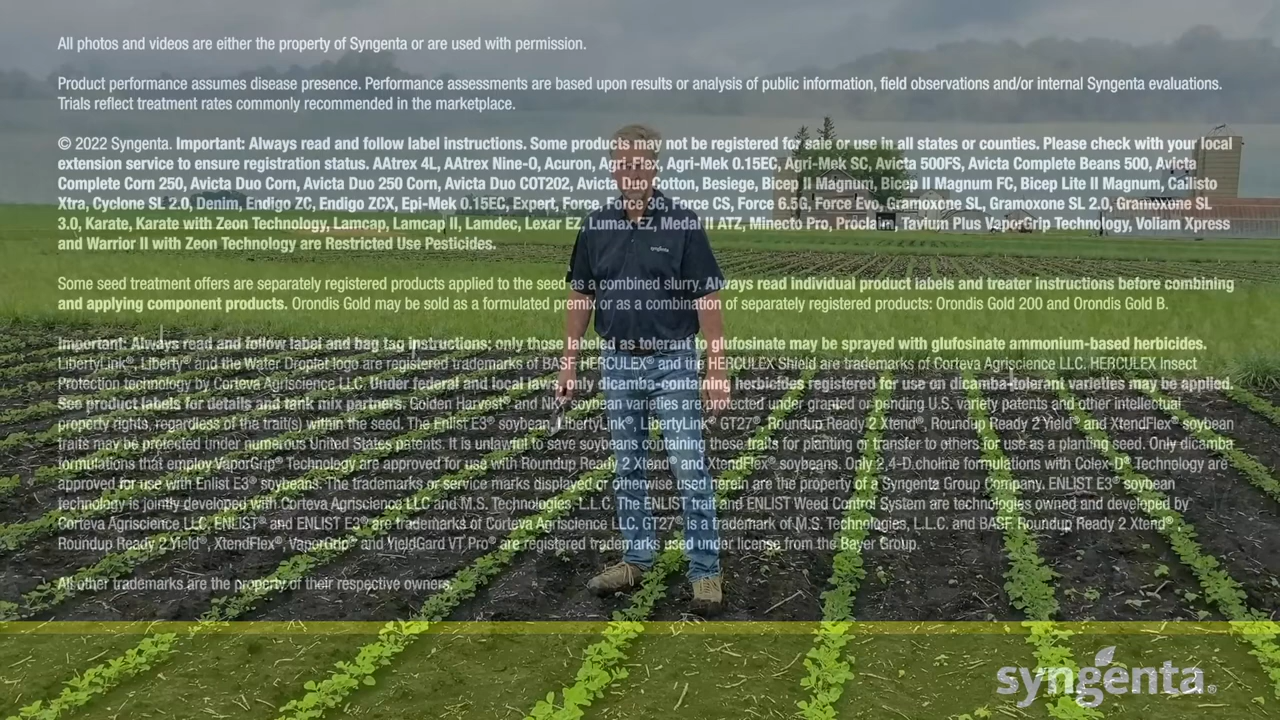 All photos and videos are either the property of Syngenta or are used with permission.
Product performance assumes disease presence. Performance assessments are based upon results or analysis of public information, field observations and/or internal Syngenta evaluations.
Trials reflect treatment rates commonly recommended in the marketplace.
© 2022 Syngenta. Important: Always read and follow label instructions. Some products may not be registered for sale or use in all states or counties. Please check with your local
extension service to ensure registration status. AAtrex 4L, AAtrex Nine-O, Acuron, Agri-Flex, Agri-Mek 0.15EC, Agri-Mek SC, Avicta 500FS, Avicta Complete Beans 500, Avicta
Complete Corn 250, Avicta Duo Corn, Avicta Duo 250 Corn, Avicta Duo COT202, Avicta Duo Cotton, Besiege, Bicep II Magnum, Bicep II Magnum FC, Bicep Lite II Magnum, Callisto
Xtra, Cyclone SL 2.0, Denim, Endigo ZC, Endigo ZCX, Epi-Mek 0.15EC, Expert, Force, Force 3G, Force CS, Force 6.5G, Force Evo, Gramoxone SL, Gramoxone SL 2.0, Gramoxone SL
3.0, Karate, Karate with Zeon Technology, Lamcap, Lamcap II, Lamdec, Lexar EZ, Lumax EZ, Medal II ATZ, Minecto Pro, Proclaim, Tavium Plus VaporGrip Technology, Voliam Xpress
and Warrior II with Zeon Technology are Restricted Use Pesticides.
Some seed treatment offers are separately registered products applied to the seed as a combined slurry. Always read individual product labels and treater instructions before combining
and applying component products. Orondis Gold may be sold as a formulated premix or as a combination of separately registered products: Orondis Gold 200 and Orondis Gold B.
Important: Always read and follow label and bag tag instructions; only those labeled as tolerant to glufosinate may be sprayed with glufosinate ammonium-based herbicides.
LibertyLink®, Liberty® and the Water Droplet logo are registered trademarks of BASF. HERCULEX® and the HERCULEX Shield are trademarks of Corteva Agriscience LLC. HERCULEX Insect
Protection technology by Corteva Agriscience LLC. Under federal and local laws, only dicamba-containing herbicides registered for use on dicamba-tolerant varieties may be applied.
See product labels for details and tank mix partners. Golden Harvest® and NK® soybean varieties are protected under granted or pending U.S. variety patents and other intellectual
property rights, regardless of the trait(s) within the seed. The Enlist E3® soybean, LibertyLink®, LibertyLink® GT27®, Roundup Ready 2 Xtend®, Roundup Ready 2 Yield® and XtendFlex® soybean
traits may be protected under numerous United States patents. It is unlawful to save soybeans containing these traits for planting or transfer to others for use as a planting seed. Only dicamba
formulations that employ VaporGrip® Technology are approved for use with Roundup Ready 2 Xtend® and XtendFlex® soybeans. Only 2,4-D choline formulations with Colex-D® Technology are
approved for use with Enlist E3® soybeans. The trademarks or service marks displayed or otherwise used herein are the property of a Syngenta Group Company. ENLIST E3® soybean
technology is jointly developed with Corteva Agriscience LLC and M.S. Technologies, L.L.C. The ENLIST trademark and ENLIST Weed Control System are technologies owned and developed by
Corteva Agriscience LLC. ENLIST® and ENLIST E3® are trademarks of Corteva Agriscience LLC. GT27® is a trademark of M.S. Technologies, L.L.C. and BASF. Roundup Ready 2 Xtend®,
Roundup Ready 2 Yield®, XtendFlex®, VaporGrip® and YieldGard VT Pro® are registered trademarks used under license from the Bayer Group.
All other trademarks are the property of their respective owners.
syngenta
syngenta®